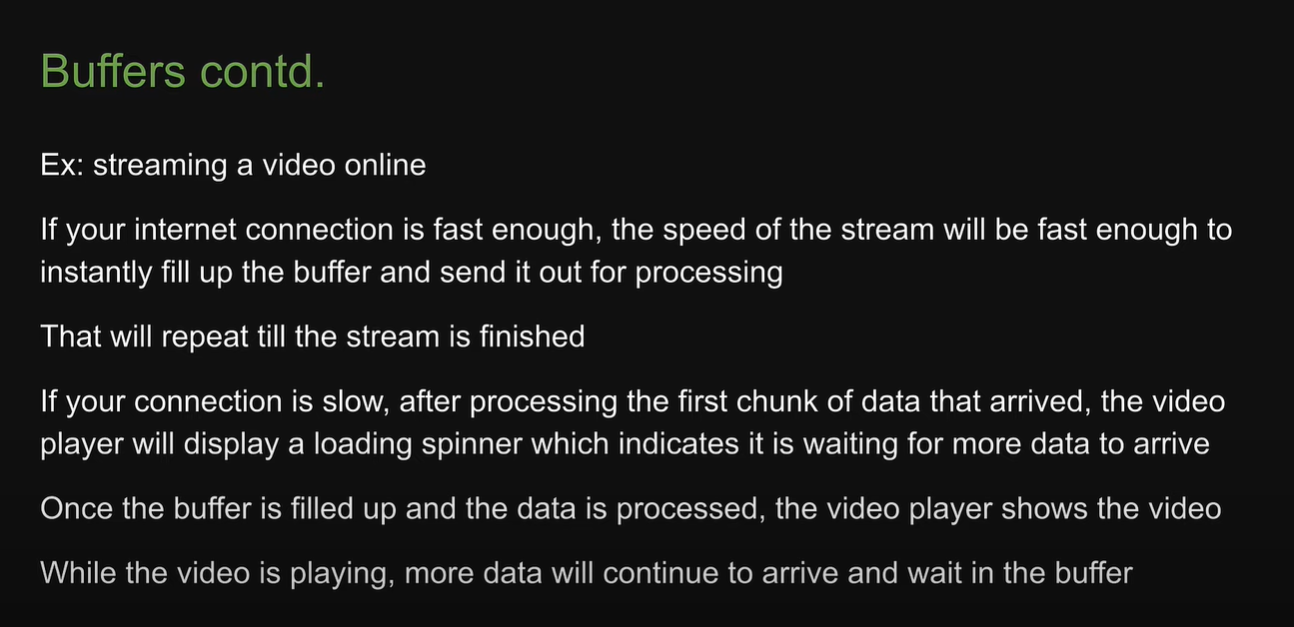 Buffers contd.
Ex: streaming a video online
If your internet connection is fast enough, the speed of the stream will be fast enough to
instantly fill up the buffer and send it out for processing
That will repeat till the stream is finished
If your connection is slow, after processing the first chunk of data that arrived, the video
player will display a loading spinner which indicates it is waiting for more data to arrive
Once the buffer is filled up and the data is processed, the video player shows the video
While the video is playing, more data will continue to arrive and wait in the buffer